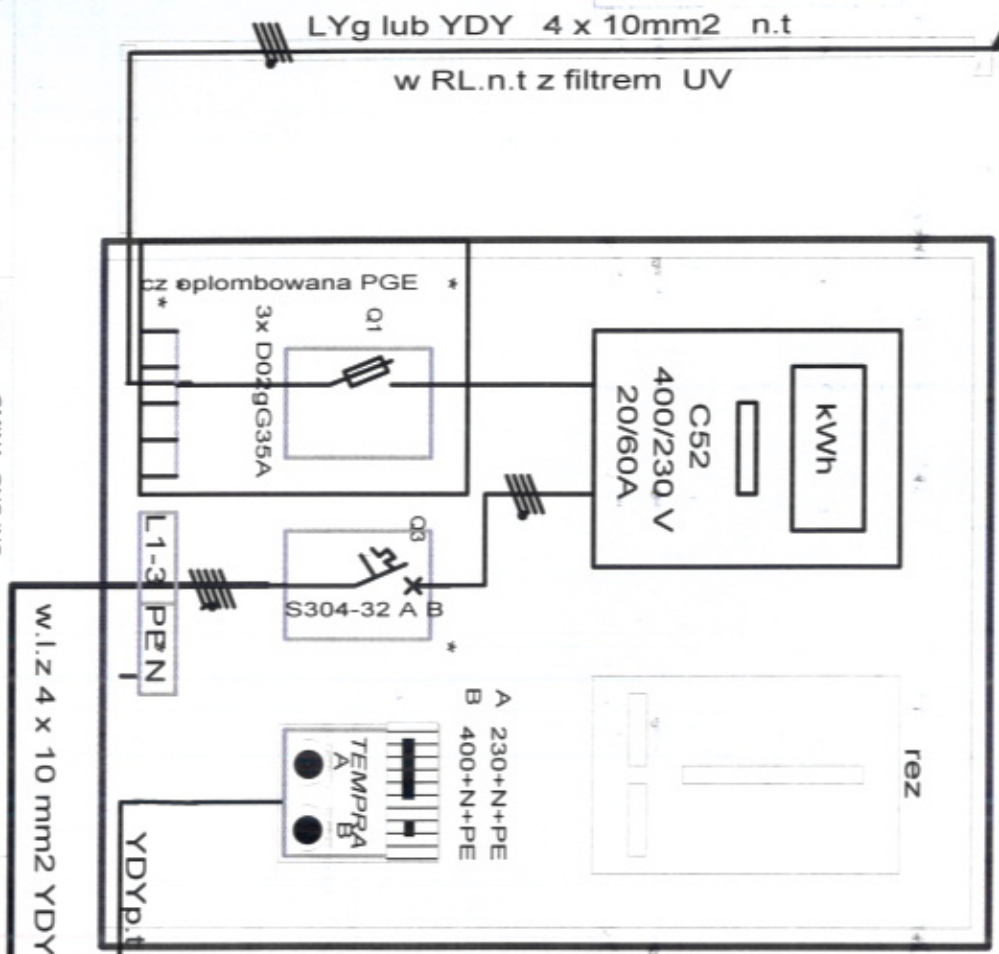 LYg lub YDY 4 x 10mm2 n.t
w RL.n.t z filtrem UV
cz oplombowana PGE *
*
3x D02gG35A
Q1
C52
400/230 V
20/60A
kWh
L1-3 PE N
Q3
S304-32 A B
*
A 230+N+PE
B 400+N+PE
TEMPRA
A
B
rez
w.l.z 4 x 10 mm2 YDY
YDYp.t